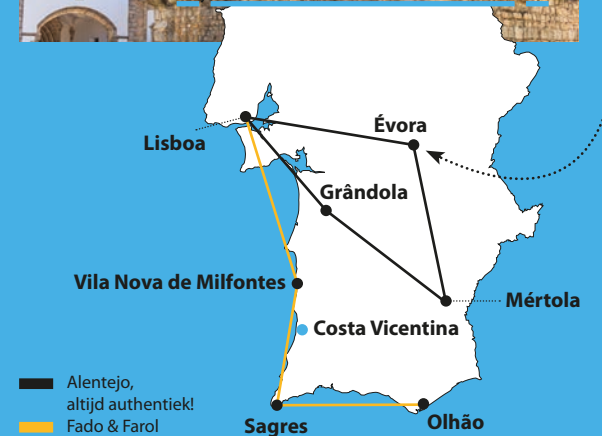 Lisboa
Évora
Grândola
Vila Nova de Milfontes
Mértola
Costa Vicentina
Sagres
Olhão
Alentejo,
altijd authentiek!
Fado & Farol